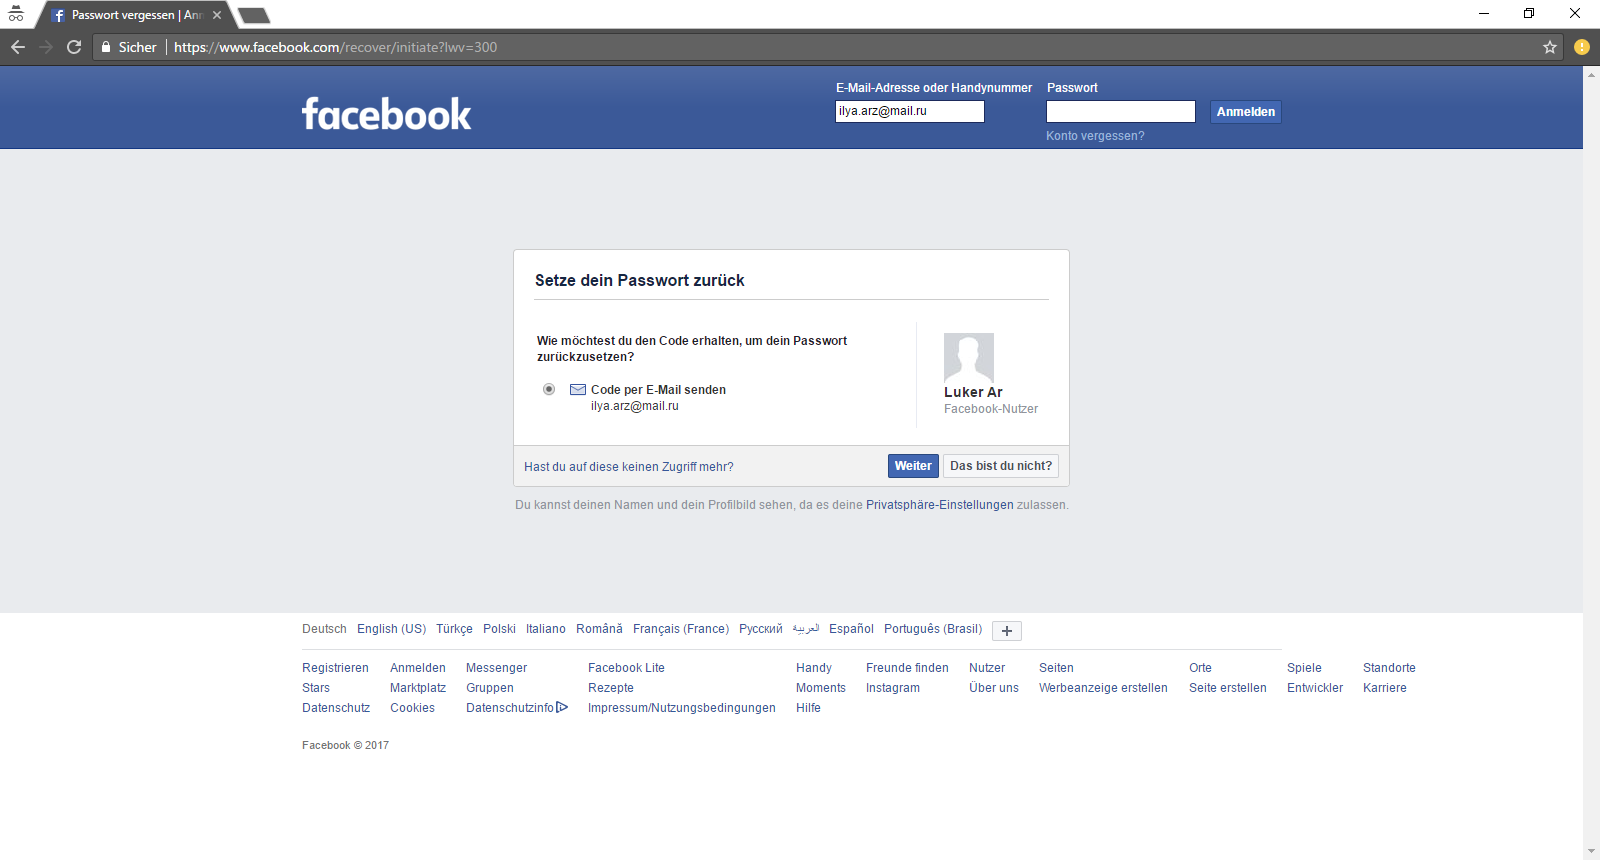 Passwort vergessen | Anm
Sicher https://www.facebook.com/recover/initiate?lwv=300
E-Mail-Adresse oder Handynummer Passwort
facebook ilya.arz@mail.ru Anmelden
Konto vergessen?
Setze dein Passwort zurück
Wie möchtest du den Code erhalten, um dein Passwort
zurückzusetzen?
Code per E-Mail senden
ilya.arz@mail.ru
Luker Ar
Facebook-Nutzer
Hast du auf diese keinen Zugriff mehr? Weiter Das bist du nicht?
Du kannst deinen Namen und dein Profilbild sehen, da es deine Privatsphäre-Einstellungen zulassen.
Deutsch English (US) Türkçe Polski Italiano Română Français (France) Русский العربية Español Português (Brasil)
Registrieren Anmelden Messenger Facebook Lite Handy Freunde finden Nutzer Seiten Orte Spiele Standorte
Stars Marktplatz Gruppen Rezepte Moments Instagram Über uns Werbeanzeige erstellen Seite erstellen Entwickler Karriere
Datenschutz Cookies Datenschutzinfo Impressum/Nutzungsbedingungen Hilfe
Facebook © 2017